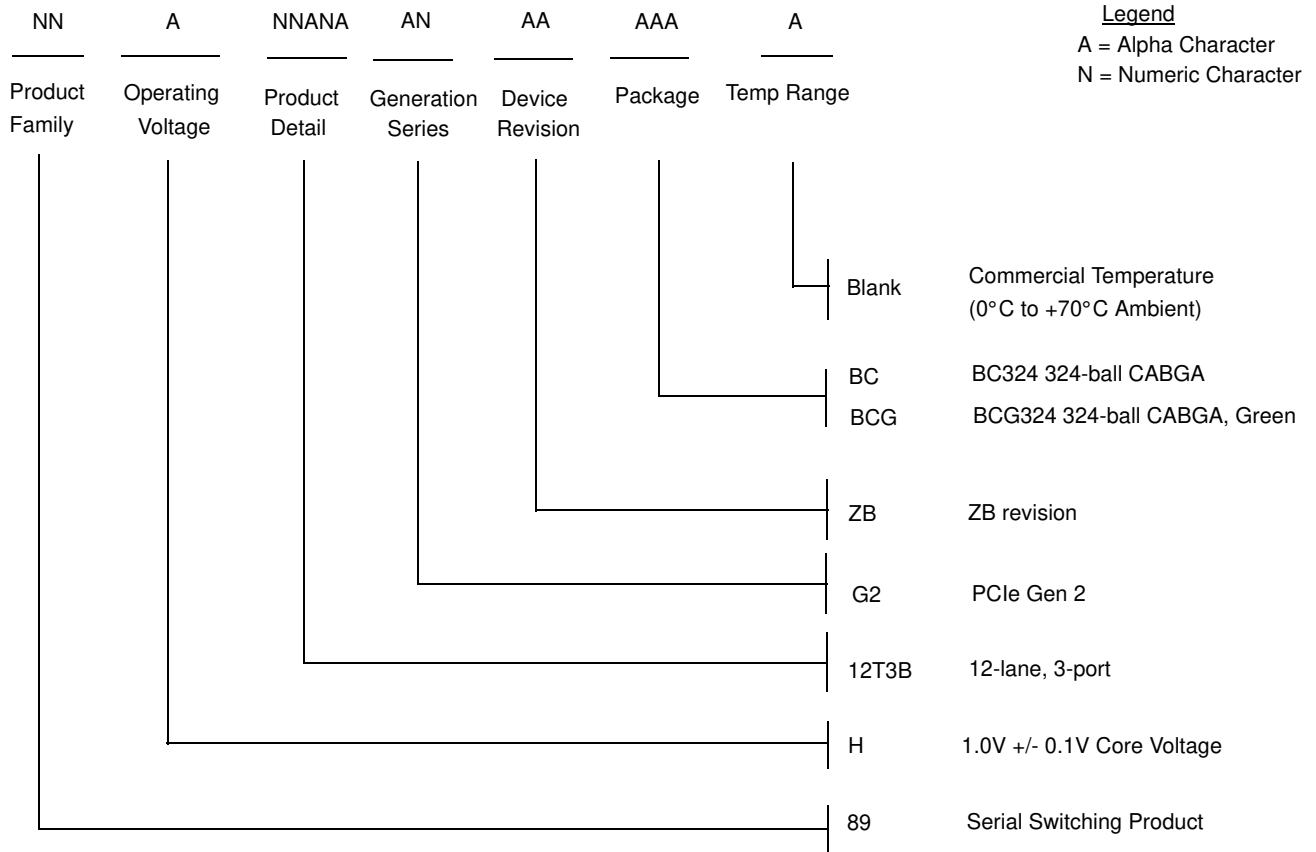 NN A NNANA AN AA AAA A
Legend
A = Alpha Character
N = Numeric Character
Product Family
Operating Voltage
Product Detail
Generation Series
Device Revision
Package
Temp Range
Blank Commercial Temperature
(0°C to +70°C Ambient)
BC BC324 324-ball CABGA
BCG BCG324 324-ball CABGA, Green
ZB ZB revision
G2 PCIe Gen 2
12T3B 12-lane, 3-port
H 1.0V +/- 0.1V Core Voltage
89 Serial Switching Product